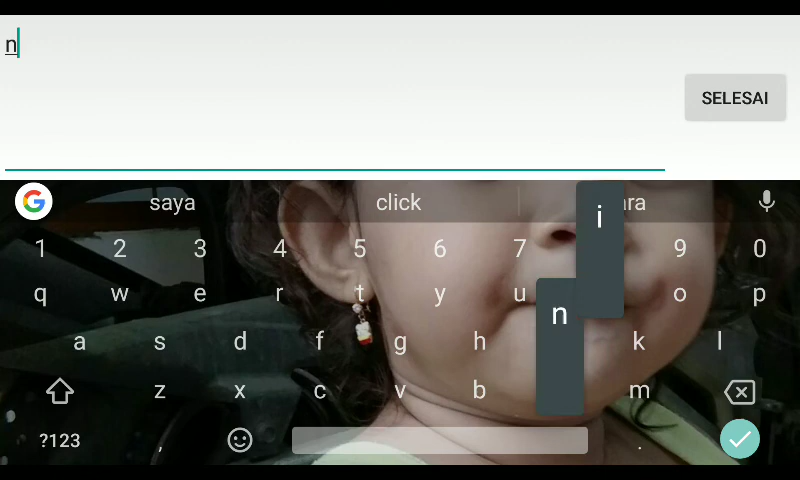 n
SELESAI
saya click ara
1 2 3 4 5 6 7 9 0
q w e r t y u i o p
a s d f g h k l
z x c v b n m
?123 , .